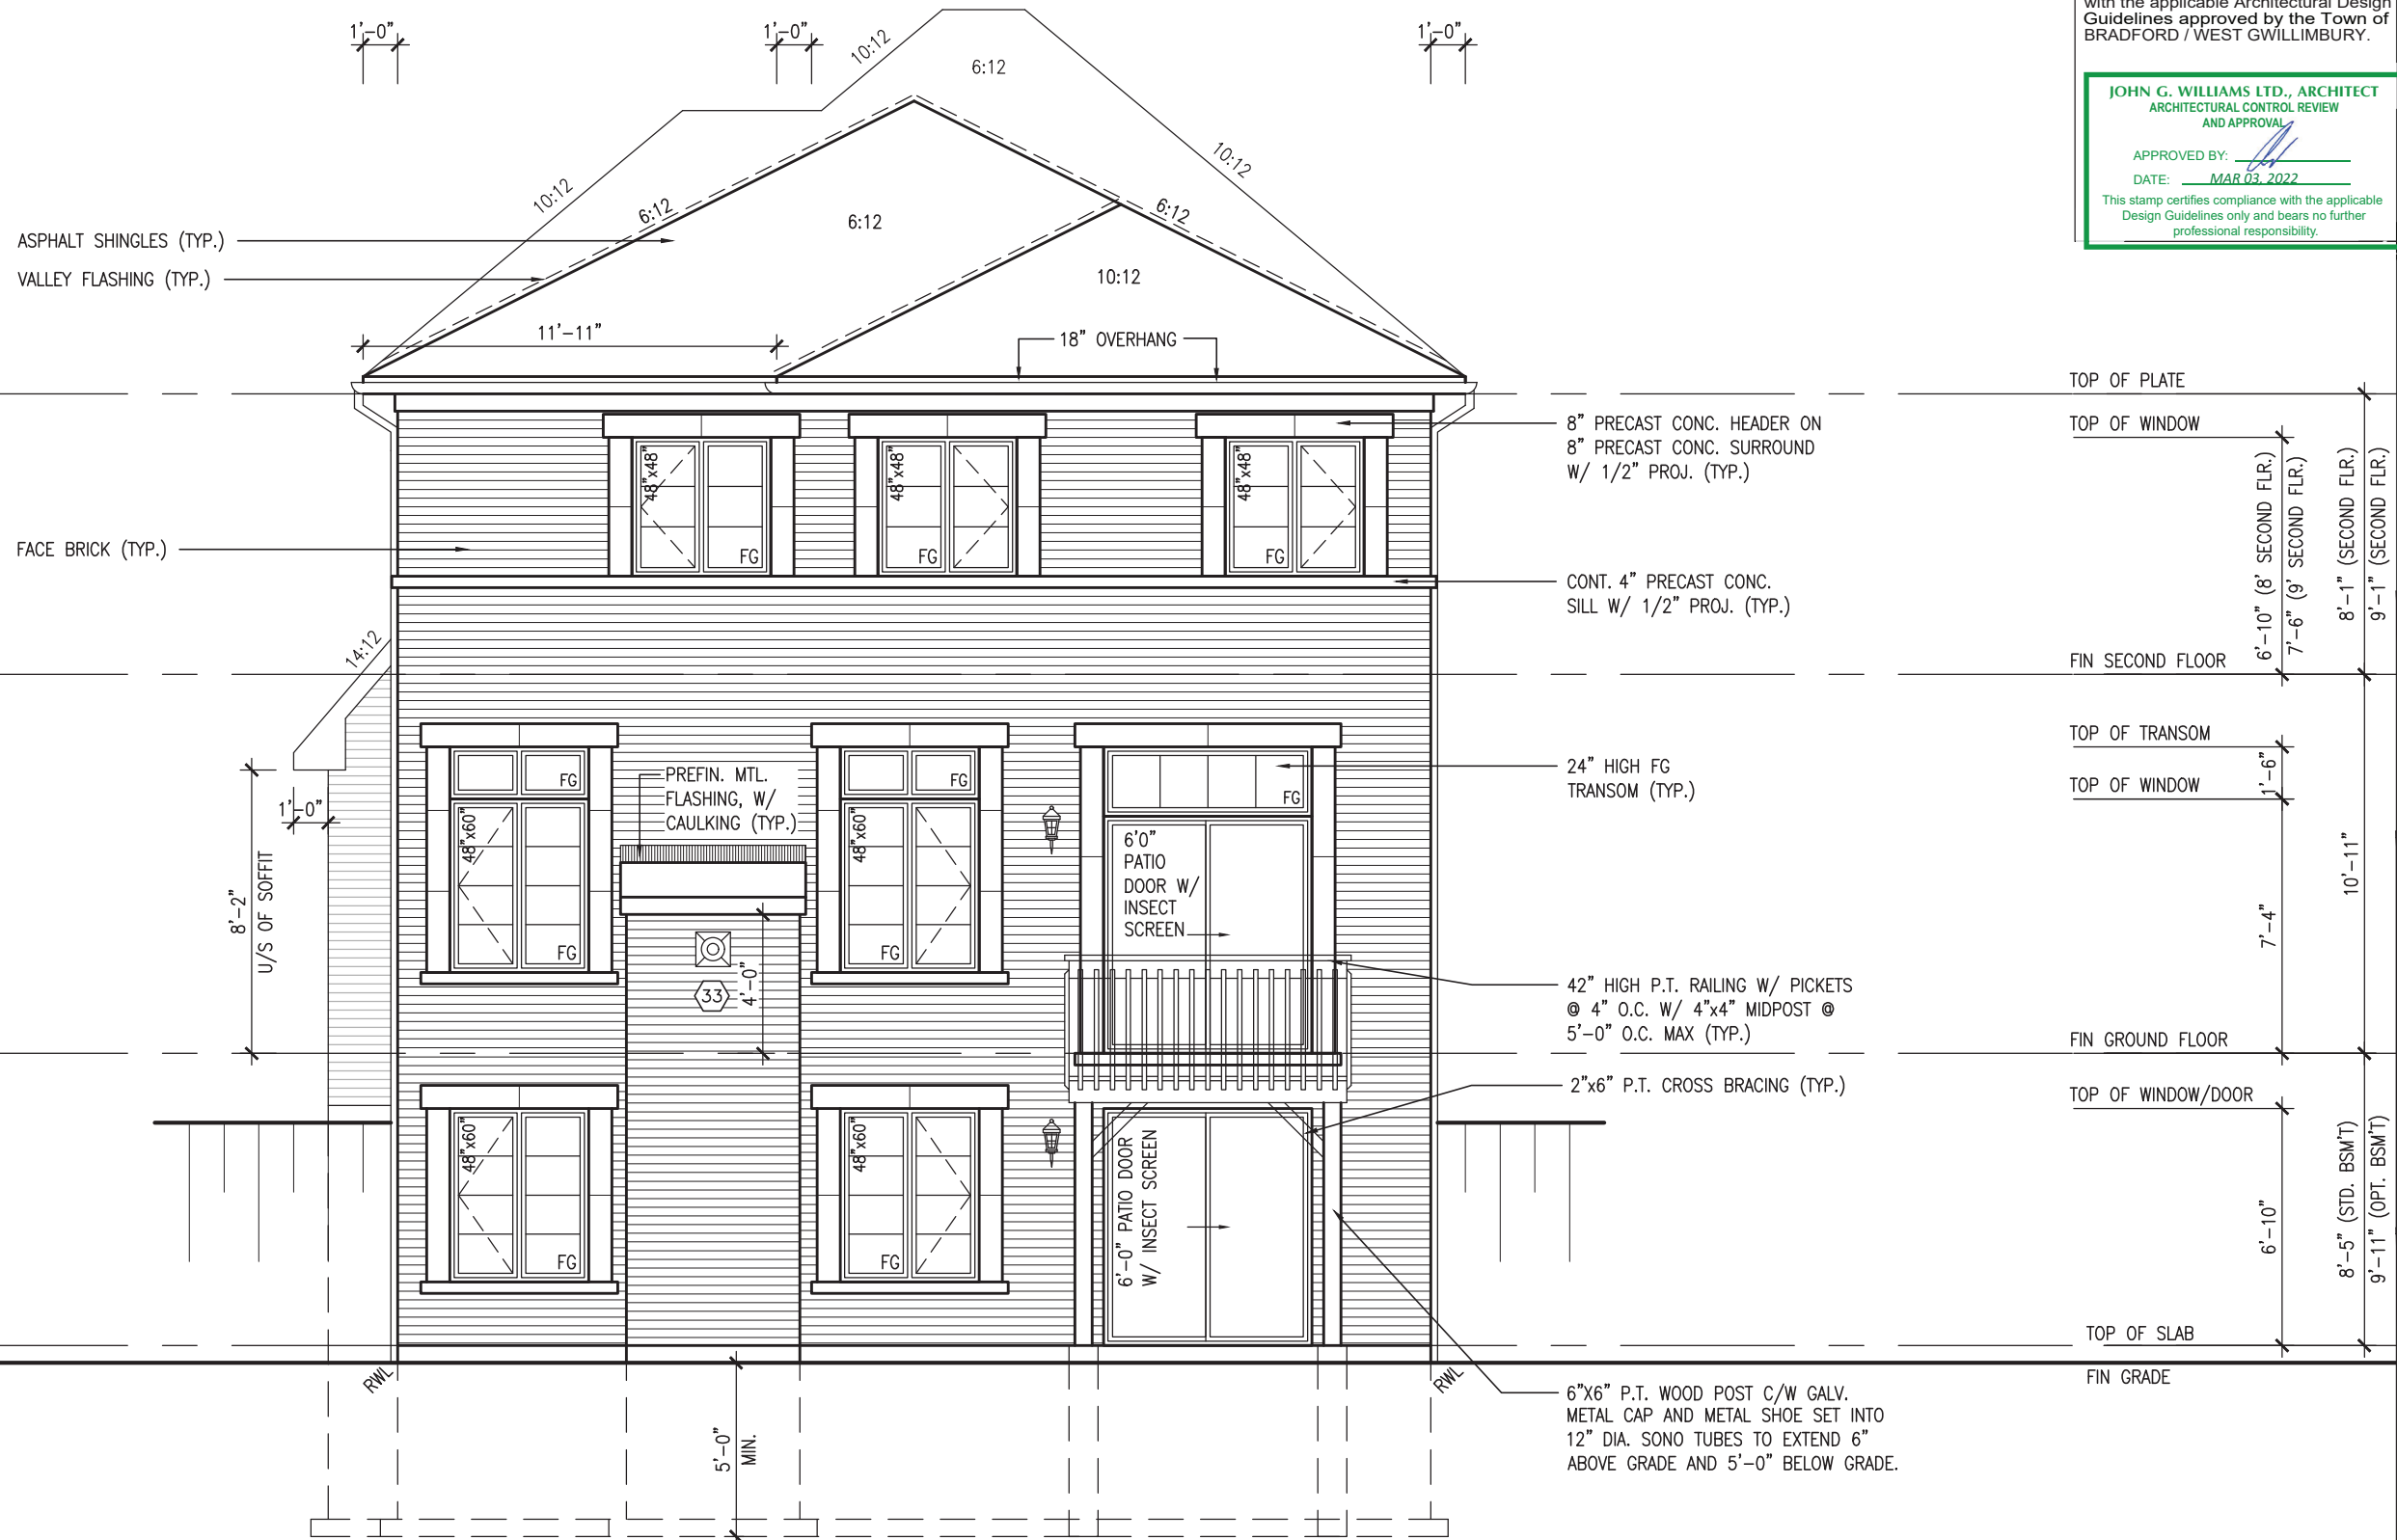 with the applicable Architectural Design
Guidelines approved by the Town of
BRADFORD / WEST GWILLIMBURY.
JOHN G. WILLIAMS LTD., ARCHITECT
ARCHITECTURAL CONTROL REVIEW
AND APPROVAL
APPROVED BY:
DATE: MAR 03, 2022
This stamp certifies compliance with the applicable
Design Guidelines only and bears no further
professional responsibility.
1'-0"
1'-0"
1'-0"
10:12
6:12
10:12
10:12
6:12
6:12
6:12
10:12
ASPHALT SHINGLES (TYP.)
VALLEY FLASHING (TYP.)
11'-11"
18" OVERHANG
TOP OF PLATE
TOP OF WINDOW
8" PRECAST CONC. HEADER ON
8" PRECAST CONC. SURROUND
W/ 1/2" PROJ. (TYP.)
48"x48"
FG
48"x48"
FG
48"x48"
FG
FACE BRICK (TYP.)
CONT. 4" PRECAST CONC.
SILL W/ 1/2" PROJ. (TYP.)
6'-10" (8' SECOND FLR.)
7'-6" (9' SECOND FLR.)
8'-1" (SECOND FLR.)
9'-1" (SECOND FLR.)
14:12
FIN SECOND FLOOR
TOP OF TRANSOM
TOP OF WINDOW
1'-6"
24" HIGH FG
TRANSOM (TYP.)
FG
FG
FG
PREFIN. MTL.
FLASHING, W/
CAULKING (TYP.)
48"x60"
FG
48"x60"
FG
6'0"
PATIO
DOOR W/
INSECT
SCREEN
1'-0"
8'-2"
U/S OF SOFFIT
33
4'-0"
10'-11"
7'-4"
42" HIGH P.T. RAILING W/ PICKETS
@ 4" O.C. W/ 4"x4" MIDPOST @
5'-0" O.C. MAX (TYP.)
FIN GROUND FLOOR
2"x6" P.T. CROSS BRACING (TYP.)
TOP OF WINDOW/DOOR
48"x60"
FG
48"x60"
FG
6'-0" PATIO DOOR
W/ INSECT SCREEN
6'-10"
8'-5" (STD. BSM'T)
9'-11" (OPT. BSM'T)
TOP OF SLAB
FIN GRADE
RWL
RWL
5'-0"
MIN.
6"X6" P.T. WOOD POST C/W GALV.
METAL CAP AND METAL SHOE SET INTO
12" DIA. SONO TUBES TO EXTEND 6"
ABOVE GRADE AND 5'-0" BELOW GRADE.